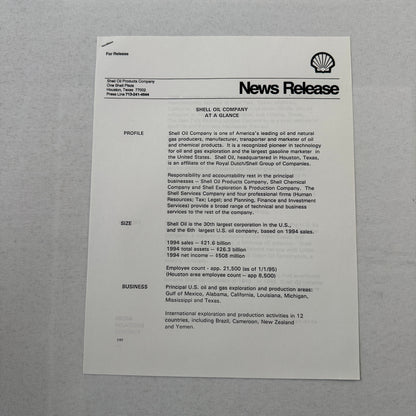 For Release
Shell Oil Products Company
One Shell Plaza
Houston, Texas 77002
Press Line 713-241-4544
News Release
SHELL OIL COMPANY
AT A GLANCE
PROFILE
Shell Oil Company is one of America's leading oil and natural
gas producers, manufacturer, transporter and marketer of oil
and chemical products. It is a recognized pioneer in technology
for oil and gas exploration and the largest gasoline marketer in
the United States. Shell Oil, headquartered in Houston, Texas,
is an affiliate of the Royal Dutch/Shell Group of Companies.
Responsibility and accountability rest in the principal
businesses -- Shell Oil Products Company, Shell Chemical
Company and Shell Exploration & Production Company. The
Shell Services Company and four professional firms (Human
Resources; Tax; Legal; and Planning, Finance and Investment
Services) provide a broad range of technical and business
services to the rest of the company.
SIZE
Shell Oil is the 30th largest corporation in the U.S.,
and the 6th largest U.S. oil company, based on 1994 sales.
1994 sales -- $21.6 billion
1994 total assets -- $26.3 billion
1994 net income -- $508 million
Employee count - app. 21,500 (as of 1/1/95)
(Houston area employee count -- app 8,500)
BUSINESS
Principal U.S. oil and gas exploration and production areas:
Gulf of Mexico, Alabama, California, Louisiana, Michigan,
Mississippi and Texas.
International exploration and production activities in 12
countries, including Brazil, Cameroon, New Zealand
and Yemen.